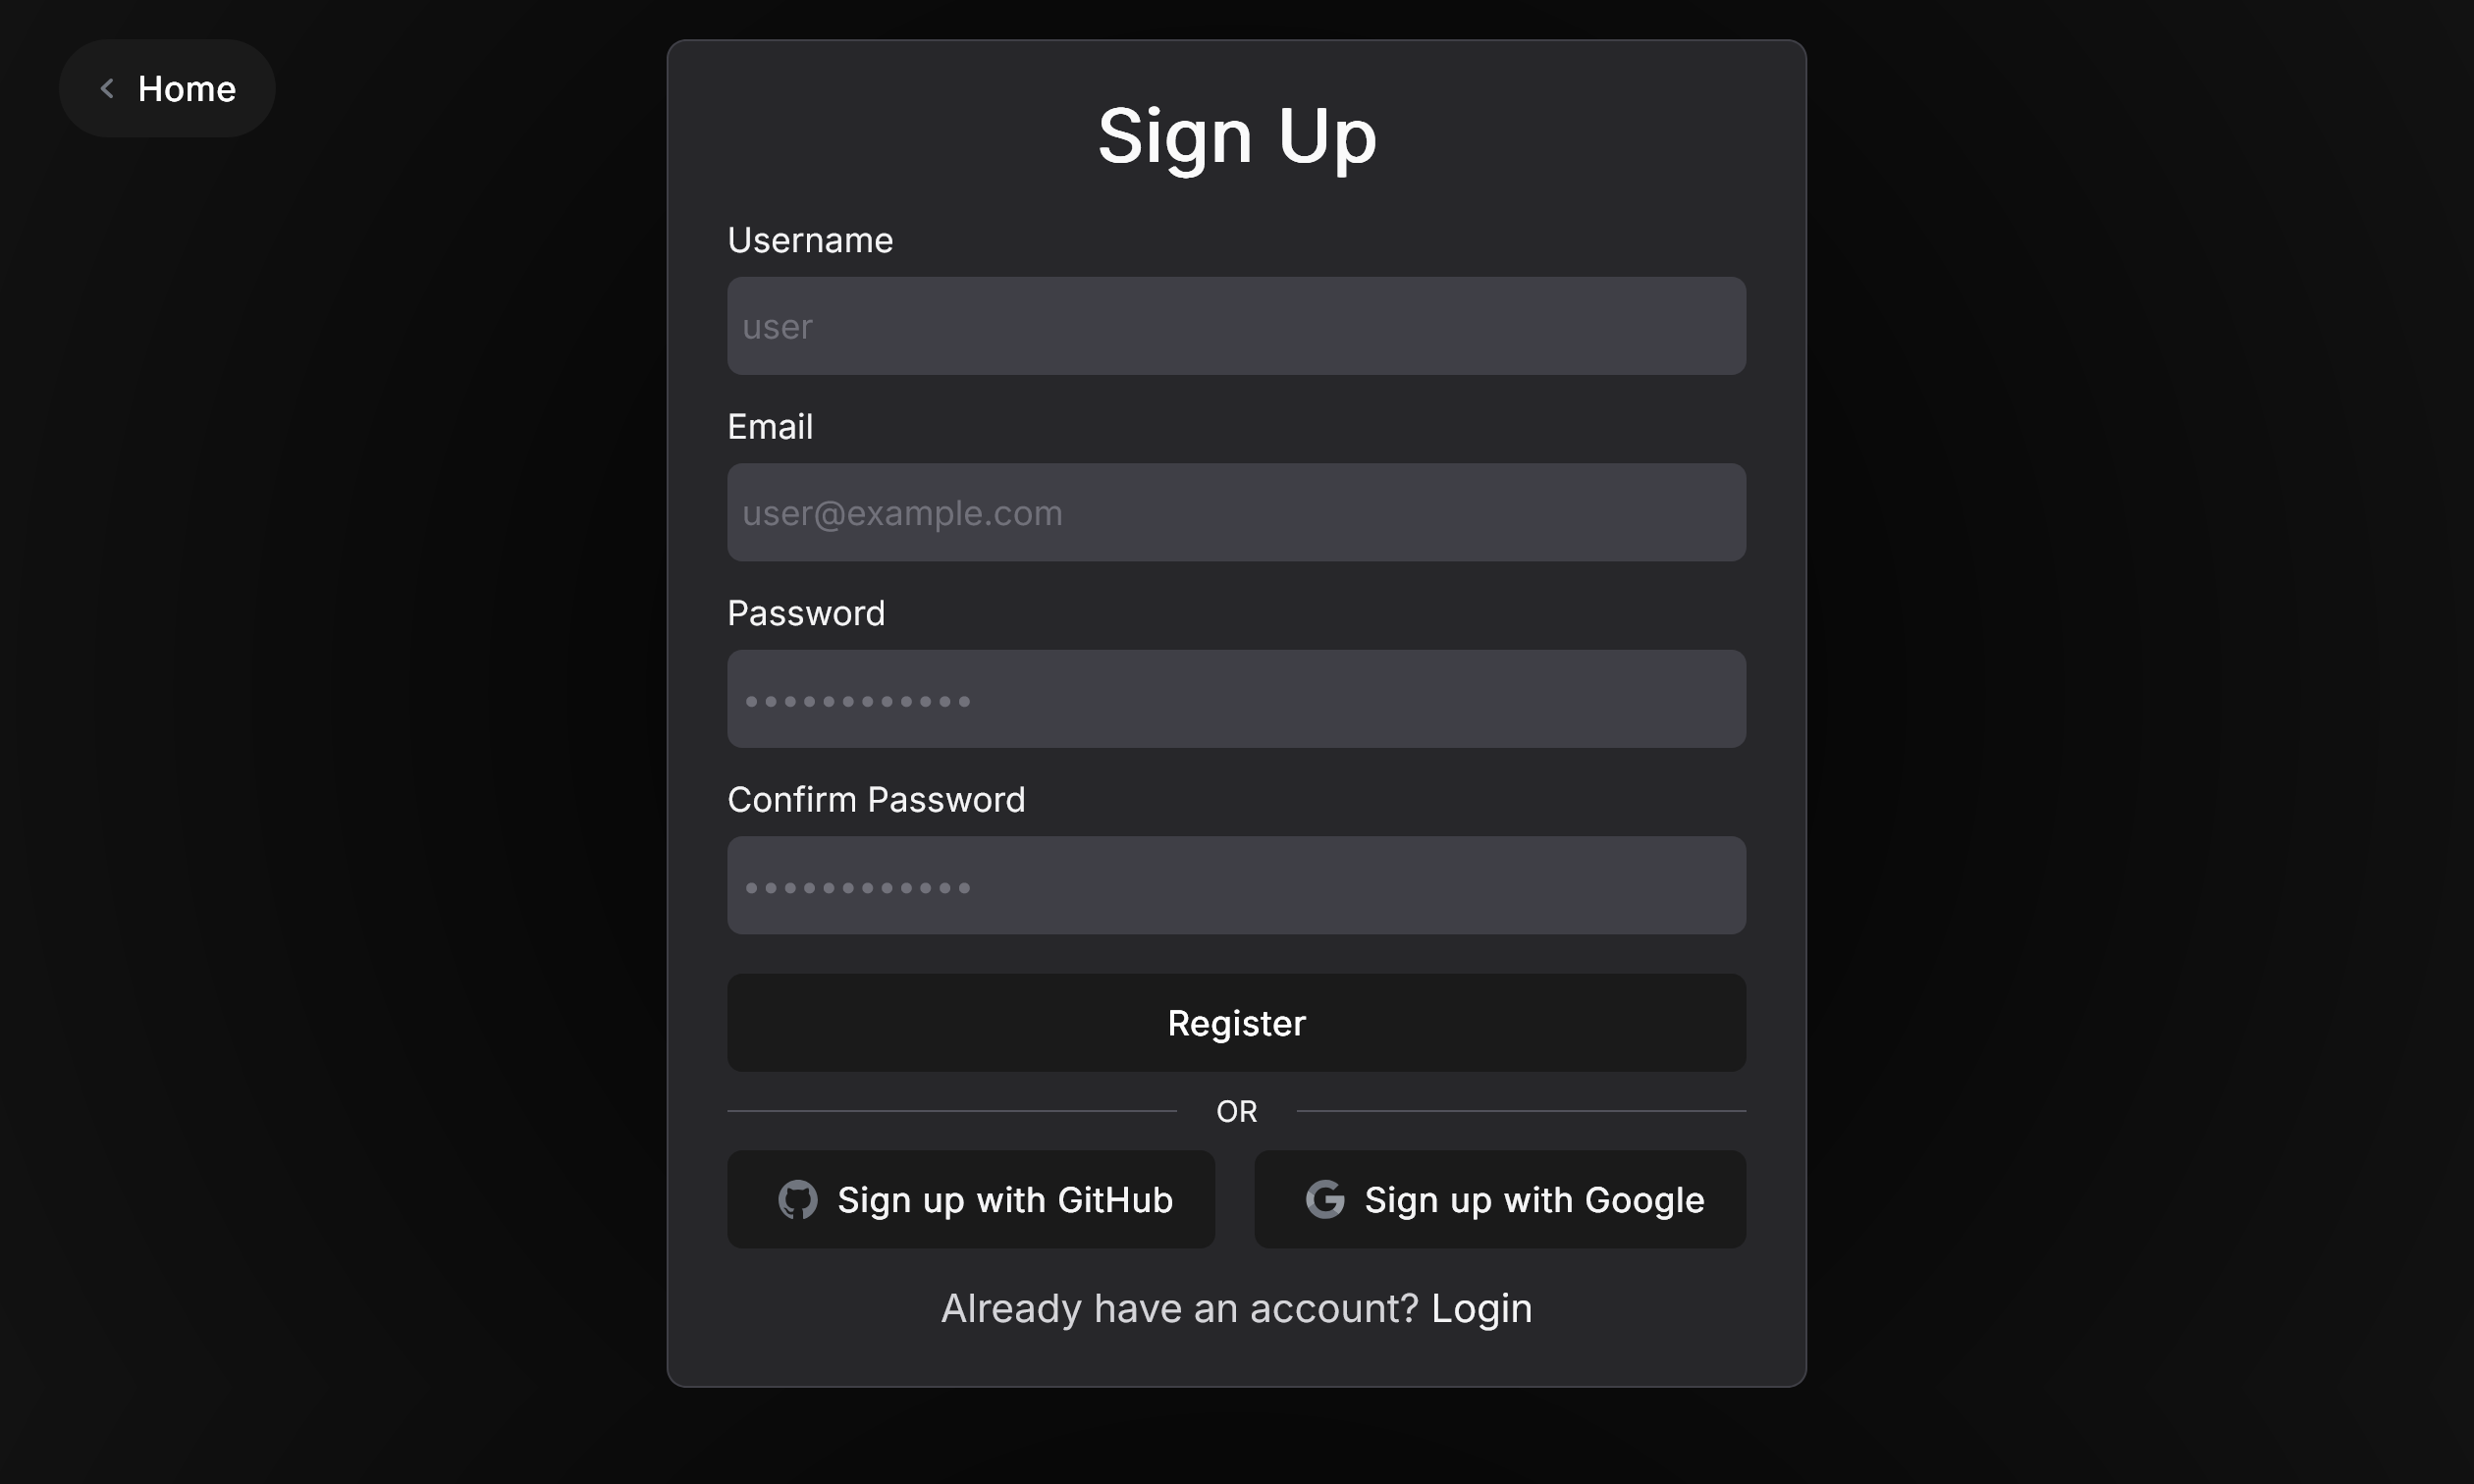 Home
Sign Up
Username
user
Email
user@example.com
Password
••••••••••••
Confirm Password
••••••••••••
Register
OR
Sign up with GitHub
Sign up with Google
Already have an account? Login